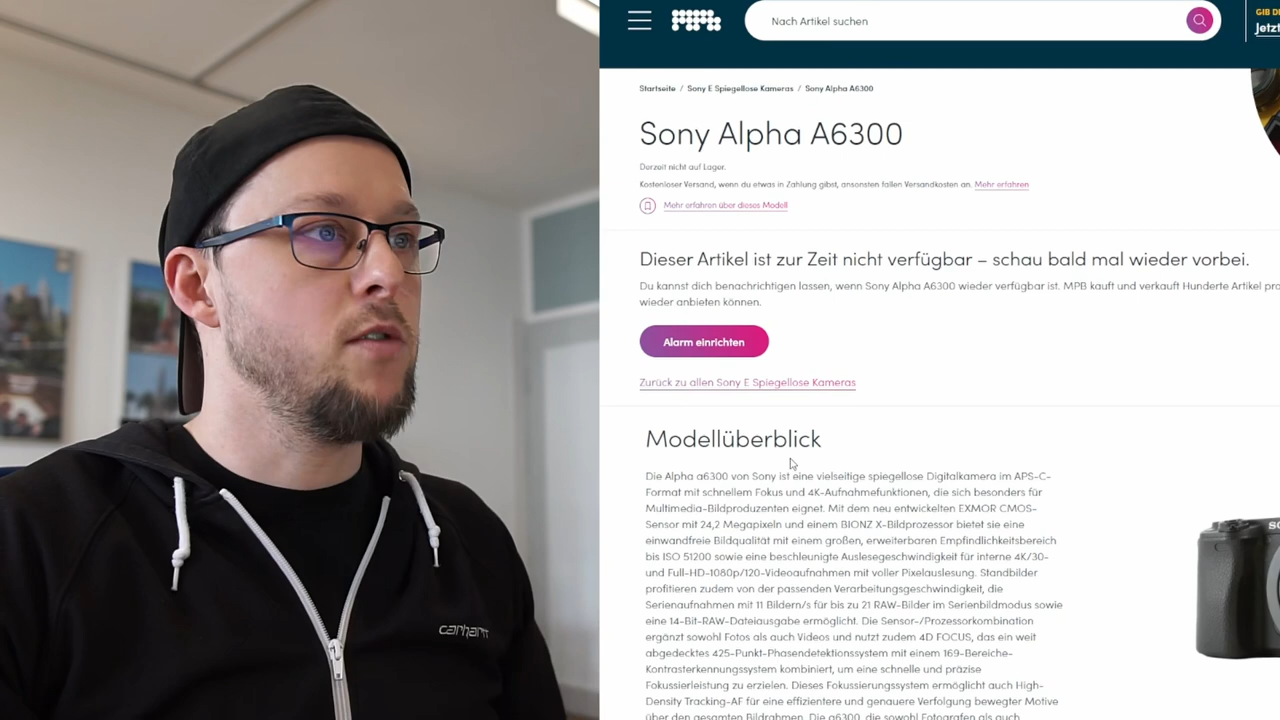 mpb
Nach Artikel suchen
Jetzt
Startseite / Sony E Spiegellose Kameras / Sony Alpha A6300
Sony Alpha A6300
Derzeit nicht auf Lager.
Kostenloser Versand, wenn du etwas in Zahlung gibst, ansonsten fallen Versandkosten an. Mehr erfahren
Mehr erfahren über dieses Modell
Dieser Artikel ist zur Zeit nicht verfügbar – schau bald mal wieder vorbei.
Du kannst dich benachrichtigen lassen, wenn Sony Alpha A6300 wieder verfügbar ist. MPB kauft und verkauft Hunderte Artikel
wieder anbieten können.
Alarm einrichten
Zurück zu allen Sony E Spiegellose Kameras
Modellüberblick
Die Alpha a6300 von Sony ist eine vielseitige spiegellose Digitalkamera im APS-C-
Format mit schnellem Fokus und 4K-Aufnahmefunktionen, die sich besonders für
Multimedia-Bildproduzenten eignet. Mit dem neu entwickelten EXMOR CMOS-
Sensor mit 24,2 Megapixeln und einem BIONZ X-Bildprozessor bietet sie eine
einwandfreie Bildqualität mit einem großen, erweiterbaren Empfindlichkeitsbereich
bis ISO 51200 sowie eine beschleunigte Auslesegeschwindigkeit für interne 4K/30-
und Full-HD-1080p/120-Videoaufnahmen mit voller Pixelauslesung. Standbilder
profitieren zudem von der passenden Verarbeitungsgeschwindigkeit, die
Serienaufnahmen mit 11 Bildern/s für bis zu 21 RAW-Bilder im Serienbildmodus sowie
eine 14-Bit-RAW-Dateiausgabe ermöglicht. Die Sensor-/Prozessorkombination
ergänzt sowohl Fotos als auch Videos und nutzt zudem 4D FOCUS, das ein weit
abgedecktes 425-Punkt-Phasendetektionssystem mit einem 169-Bereiche-
Kontrasterkennungssystem kombiniert, um eine schnelle und präzise
Fokussierleistung zu erzielen. Dieses Fokussierungssystem ermöglicht auch High-
Density Tracking-AF für eine effizientere und genauere Verfolgung bewegter Motive
über den gesamten Bildrahmen. Die a6300, die sowohl Fotografen als auch
carhartt